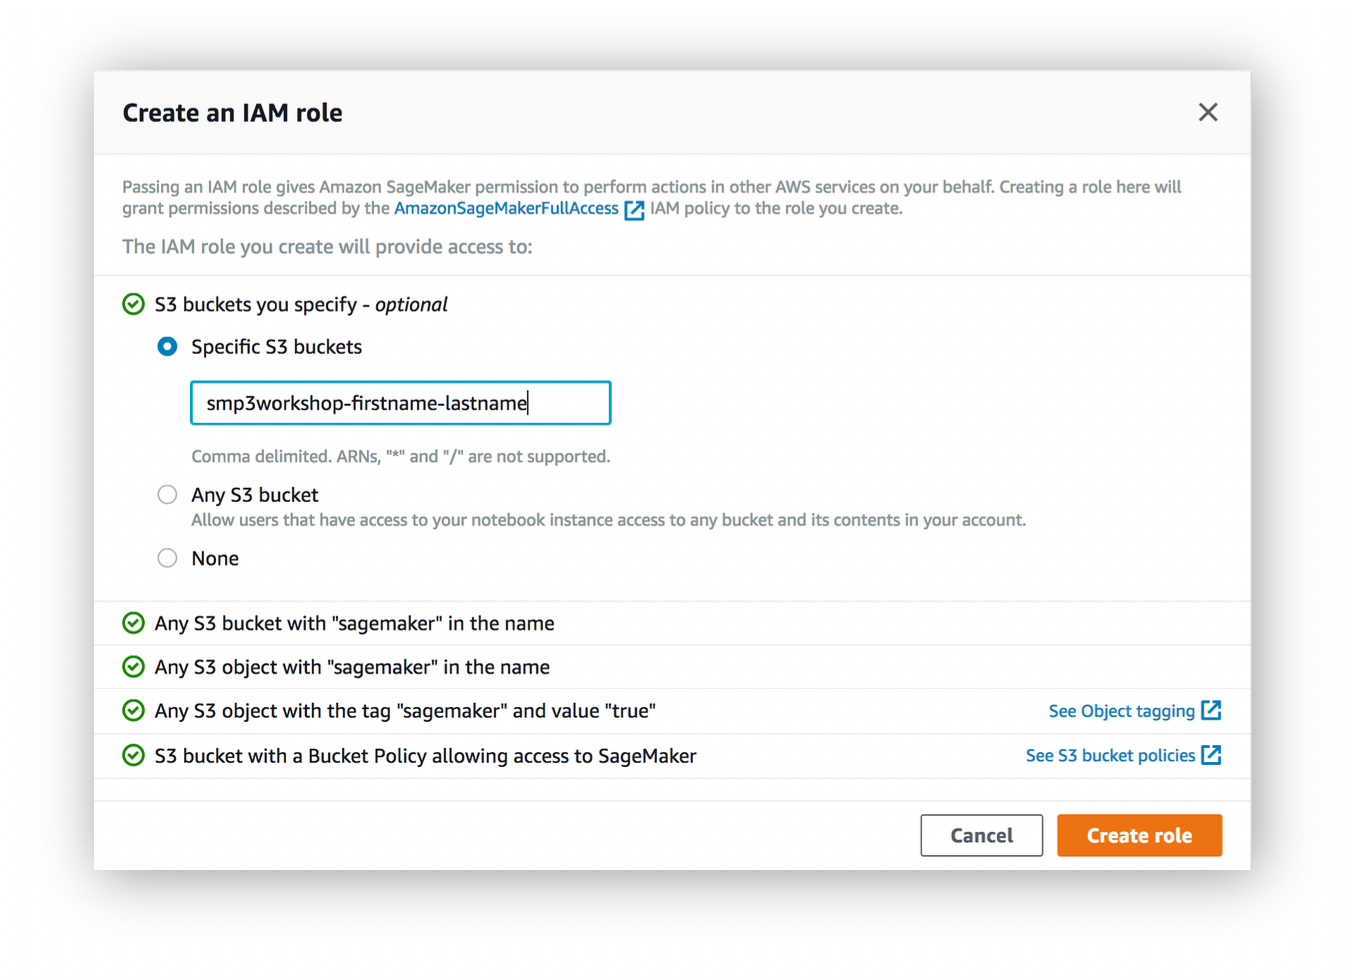 Create an IAM role
Passing an IAM role gives Amazon SageMaker permission to perform actions in other AWS services on your behalf. Creating a role here will
grant permissions described by the AmazonSageMakerFullAccess IAM policy to the role you create.
The IAM role you create will provide access to:
S3 buckets you specify - optional
Specific S3 buckets
smp3workshop-firstname-lastname
Comma delimited. ARNs, "*" and "/" are not supported.
Any S3 bucket
Allow users that have access to your notebook instance access to any bucket and its contents in your account.
None
Any S3 bucket with "sagemaker" in the name
Any S3 object with "sagemaker" in the name
Any S3 object with the tag "sagemaker" and value "true" See Object tagging
S3 bucket with a Bucket Policy allowing access to SageMaker See S3 bucket policies
Cancel Create role